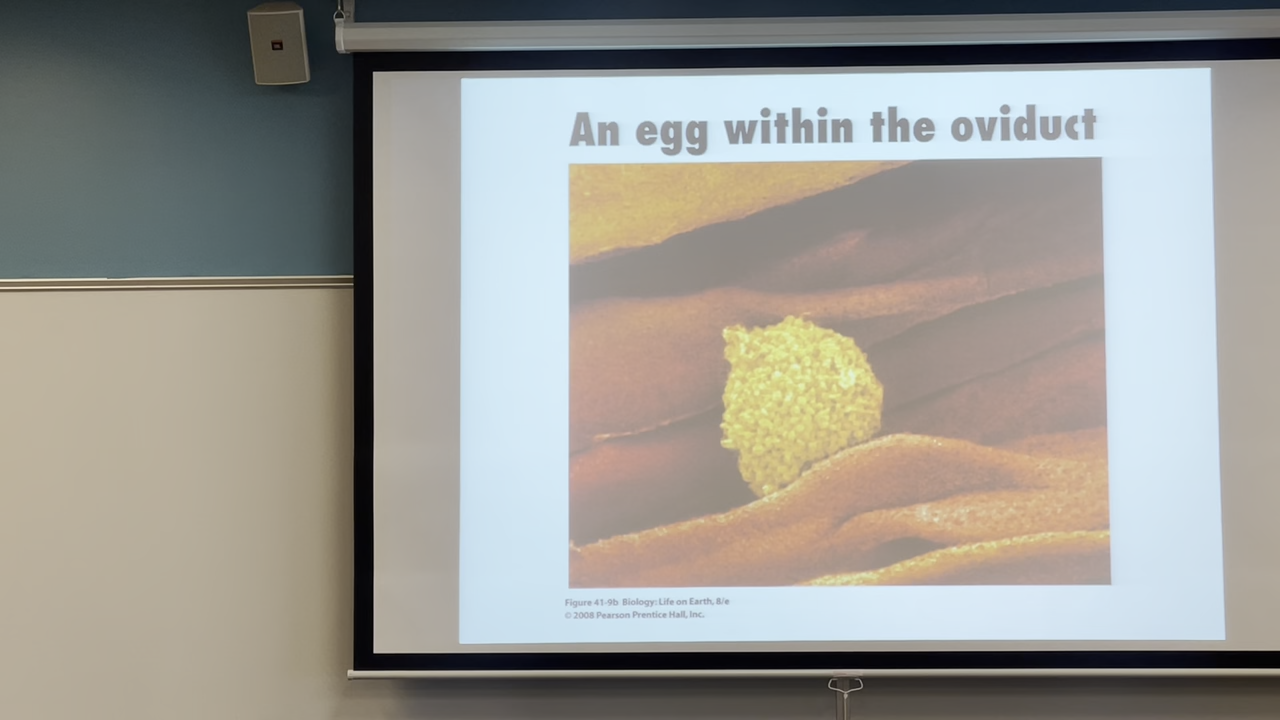 An egg within the oviduct
Figure 41-9b Biology: Life on Earth, 8/e
© 2008 Pearson Prentice Hall, Inc.